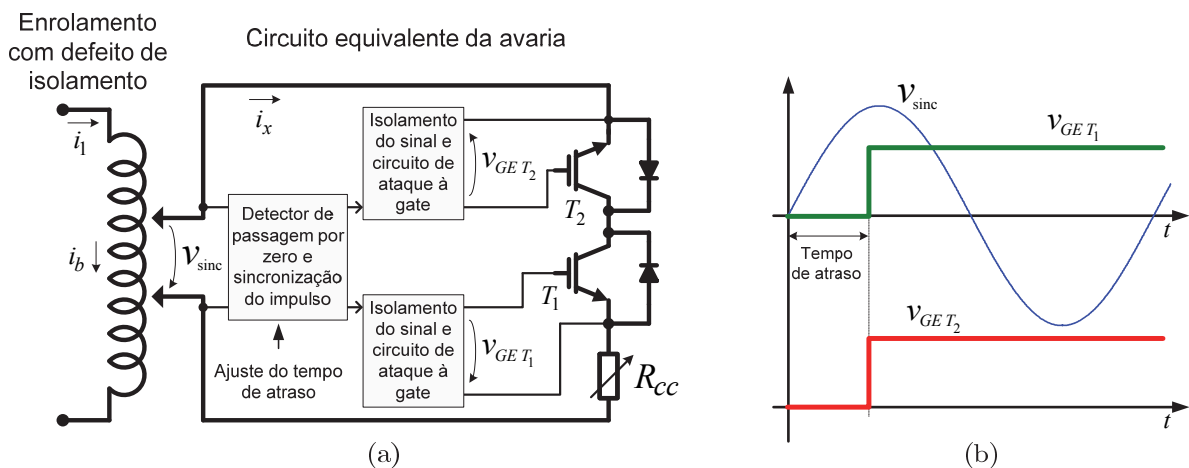 Enrolamento
com defeito de
isolamento
Circuito equivalente da avaria
i1
ib
vsinc
ix
Detector de
passagem por
zero e
sincronização
do impulso
Ajuste do tempo
de atraso
Isolamento
do sinal e
circuito de
ataque à
gate
vGE T2
T2
Isolamento
do sinal e
circuito de
ataque à
gate
vGE T1
T1
RCC
(a)
vsinc
vGE T1
t
Tempo
de atraso
vGE T2
t
(b)